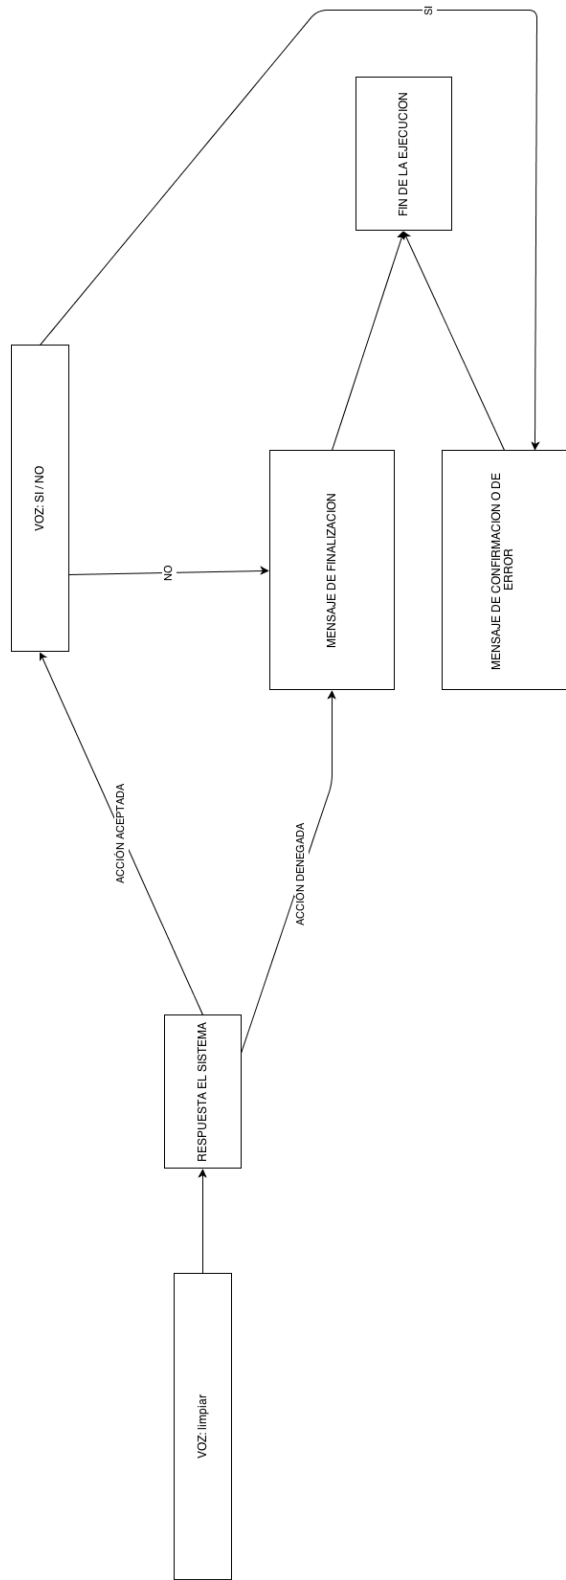 VOZ: limpiar
RESPUESTA EL SISTEMA
ACCIÓN ACEPTADA
ACCIÓN DENEGADA
VOZ: SI / NO
NO
SI
MENSAJE DE FINALIZACION
MENSAJE DE CONFIRMACION O DE
ERROR
FIN DE LA EJECUCION